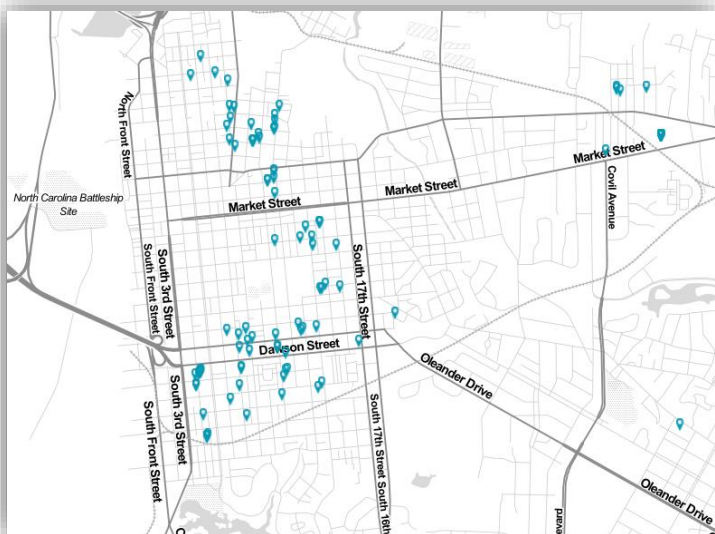 North Front Street
North Carolina Battleship
Site
Market Street
Market Street
Market Street
Covil Avenue
South Front Street
South 3rd Street
South 17th Street
Dawson Street
Oleander Drive
South 3rd Street
South Front Street
South 17th Street
South 16th
Oleander Drive